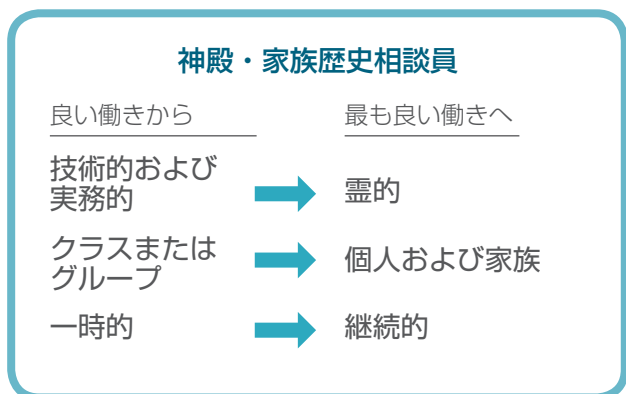 神殿・家族歴史相談員
良い働きから
最も良い働きへ
技術的および
実務的
霊的
クラスまたは
グループ
個人および家族
一時的
継続的